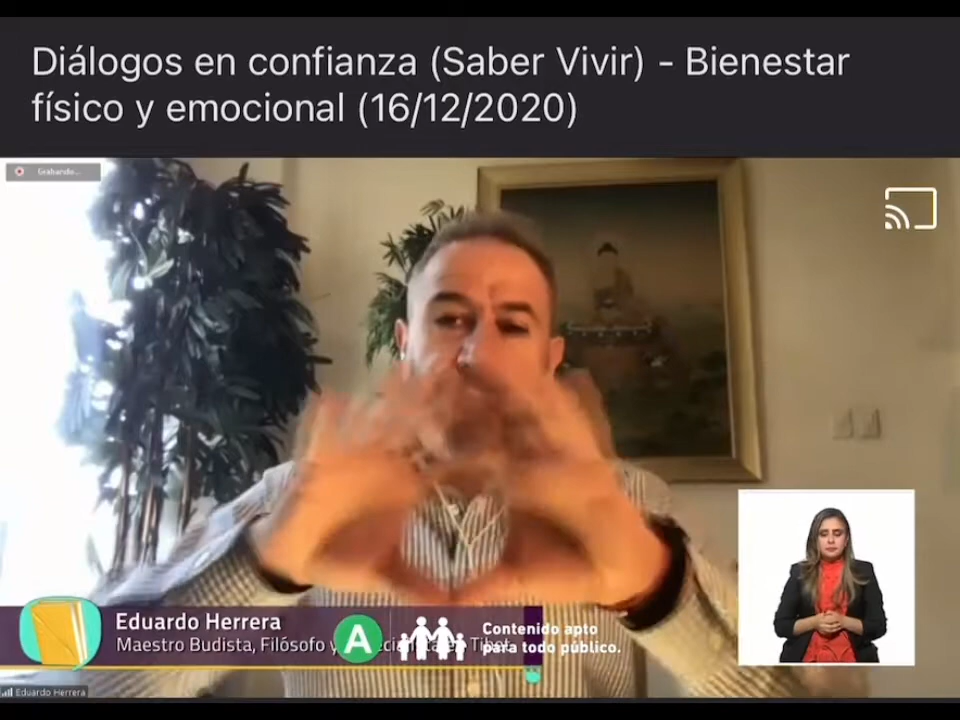 Diálogos en confianza (Saber Vivir) - Bienestar
físico y emocional (16/12/2020)
Grabando...
Eduardo Herrera
Maestro Budista, Filósofo y
A
Contenido apto
para todo público.
Eduardo Herrera